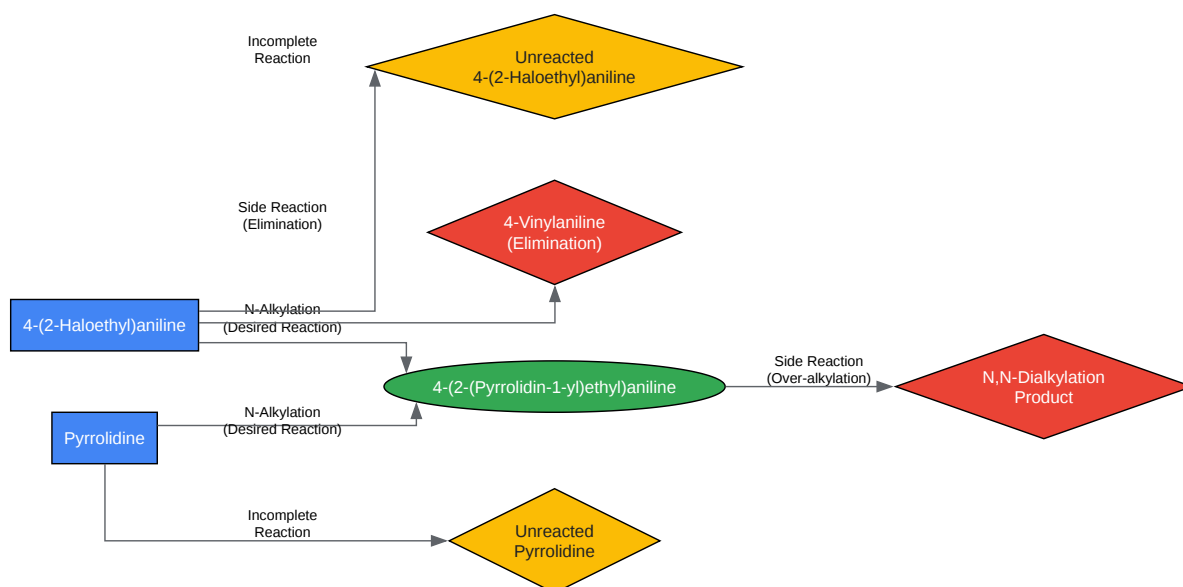 Incomplete
Reaction
Unreacted
4-(2-Haloethyl)aniline
Side Reaction
(Elimination)
4-Vinylaniline
(Elimination)
4-(2-Haloethyl)aniline
N-Alkylation
(Desired Reaction)
4-(2-(Pyrrolidin-1-yl)ethyl)aniline
Side Reaction
(Over-alkylation)
N,N-Dialkylation
Product
Pyrrolidine
N-Alkylation
(Desired Reaction)
Incomplete
Reaction
Unreacted
Pyrrolidine